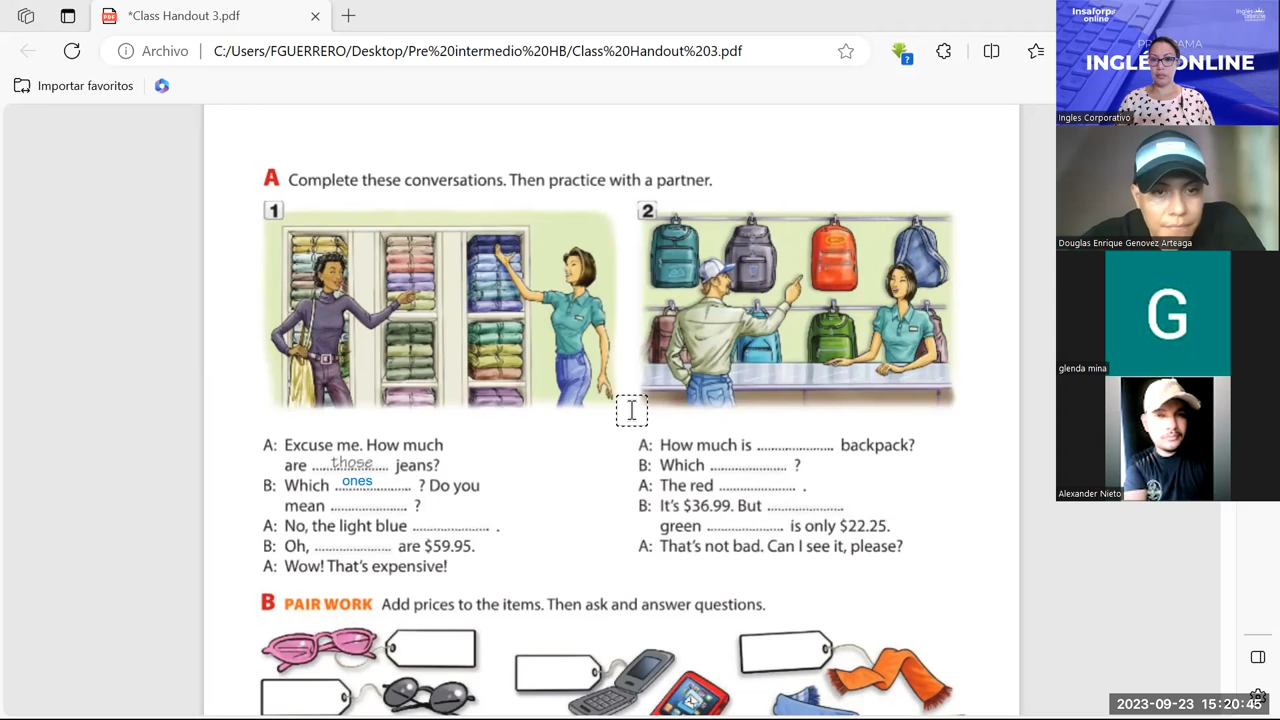 *Class Handout 3.pdf
Archivo
C:/Users/FGUERRERO/Desktop/Pre%20intermedio%20HB/Class%20Handout%203.pdf
Importar favoritos
A Complete these conversations. Then practice with a partner.
1
2
A: Excuse me. How much
are those jeans?
B: Which ones ? Do you
mean .................... ?
A: No, the light blue .................... .
B: Oh, .................... are $59.95.
A: Wow! That's expensive!
A: How much is .................... backpack?
B: Which .................... ?
A: The red .................... .
B: It's $36.99. But ....................
green .................... is only $22.25.
A: That's not bad. Can I see it, please?
B PAIR WORK Add prices to the items. Then ask and answer questions.
Insaforp
online
INGLÉS ONLINE
Ingles Corporativo
Douglas Enrique Genovez Arteaga
G
glenda mina
Alexander Nieto
2023-09-23 15:20:45